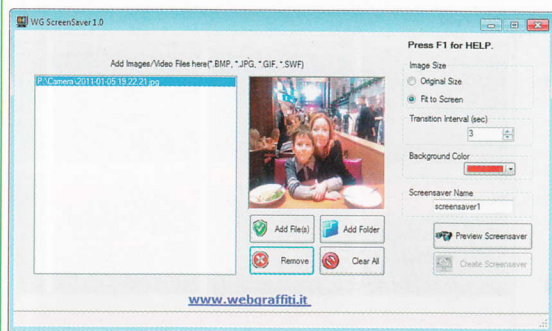 WG ScreenSaver 1.0
Press F1 for HELP.
Add Images/Video Files here(*.BMP, *.JPG, *.GIF, *.SWF)
P:\Camera\2011-01-05 19.22.21.jpg
Image Size
Original Size
Fit to Screen
Transition Interval (sec)
3
Background Color
Screensaver Name
screensaver1
Add File(s)
Add Folder
Preview Screensaver
Remove
Clear All
Create Screensaver
www.webgraffiti.it